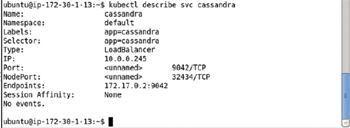 ubuntu@ip-172-30-1-13:~$ kubectl describe svc cassandra
Name: cassandra
Namespace: default
Labels: app=cassandra
Selector: app=cassandra
Type: LoadBalancer
IP: 10.0.0.245
Port: <unnamed> 9042/TCP
NodePort: <unnamed> 32434/TCP
Endpoints: 172.17.0.2:9042
Session Affinity: None
No events.
ubuntu@ip-172-30-1-13:~$